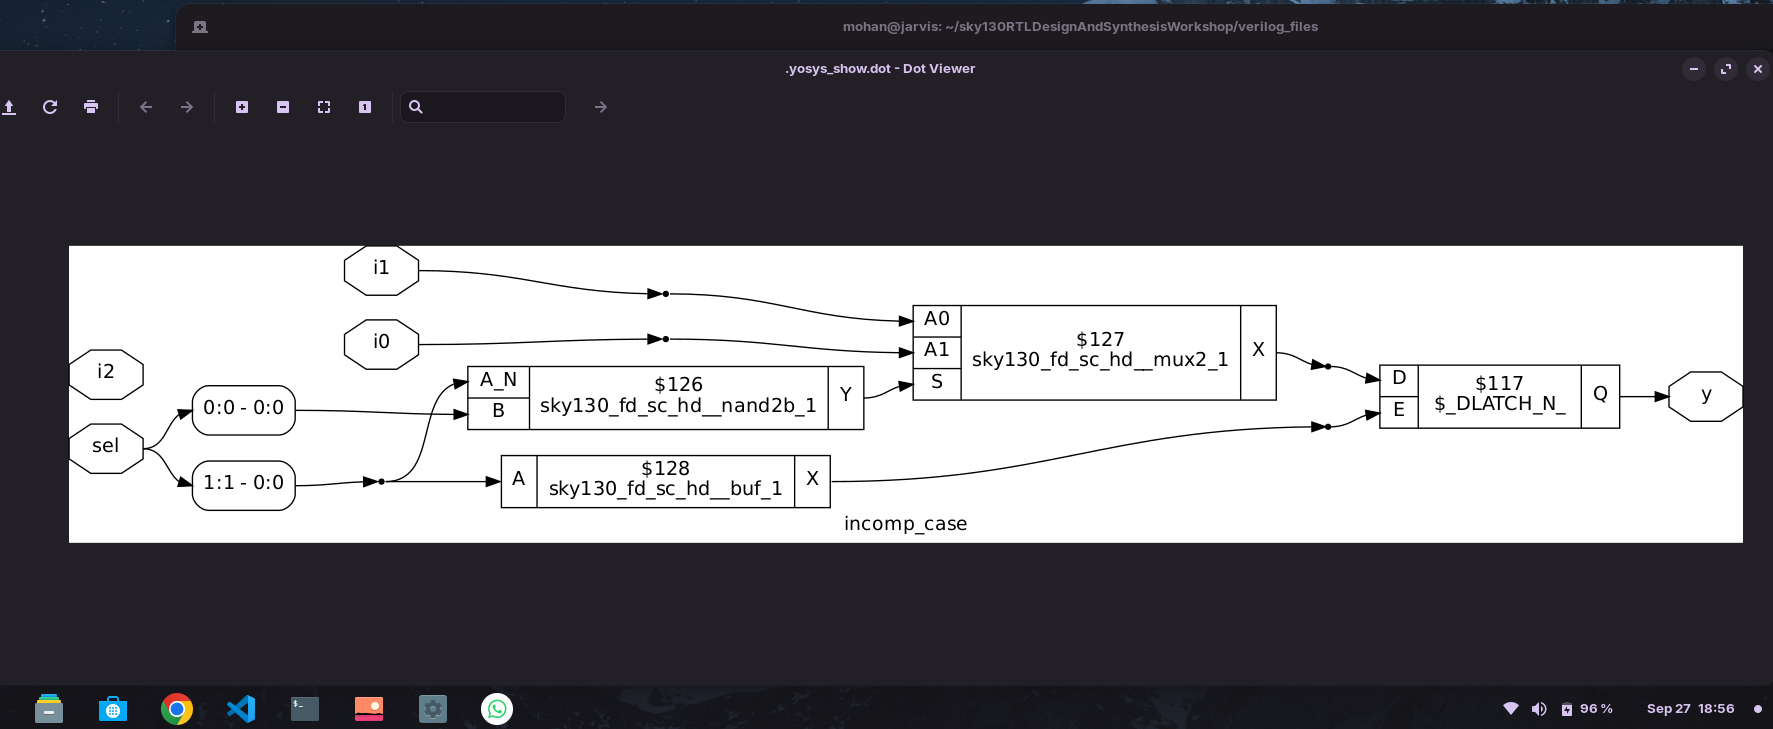 mohan@jarvis: ~/sky130RTLDesignAndSynthesisWorkshop/verilog_files
.yosys_show.dot - Dot Viewer
1
i1
i0
i2
sel
0:0 - 0:0
1:1 - 0:0
A_N
B
$126
sky130_fd_sc_hd__nand2b_1
Y
A
$128
sky130_fd_sc_hd__buf_1
X
A0
A1
S
$127
sky130_fd_sc_hd__mux2_1
X
D
E
$117
$_DLATCH_N_
Q
y
incomp_case
$_
96 %
Sep 27 18:56